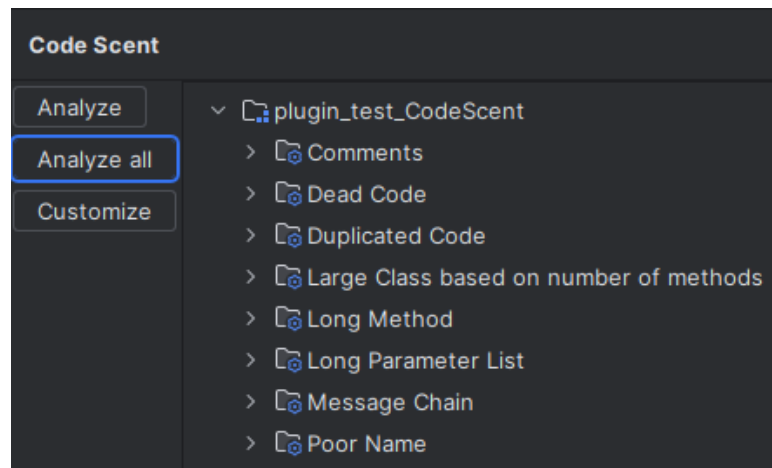 Code Scent
Analyze
Analyze all
Customize
plugin_test_CodeScent
Comments
Dead Code
Duplicated Code
Large Class based on number of methods
Long Method
Long Parameter List
Message Chain
Poor Name